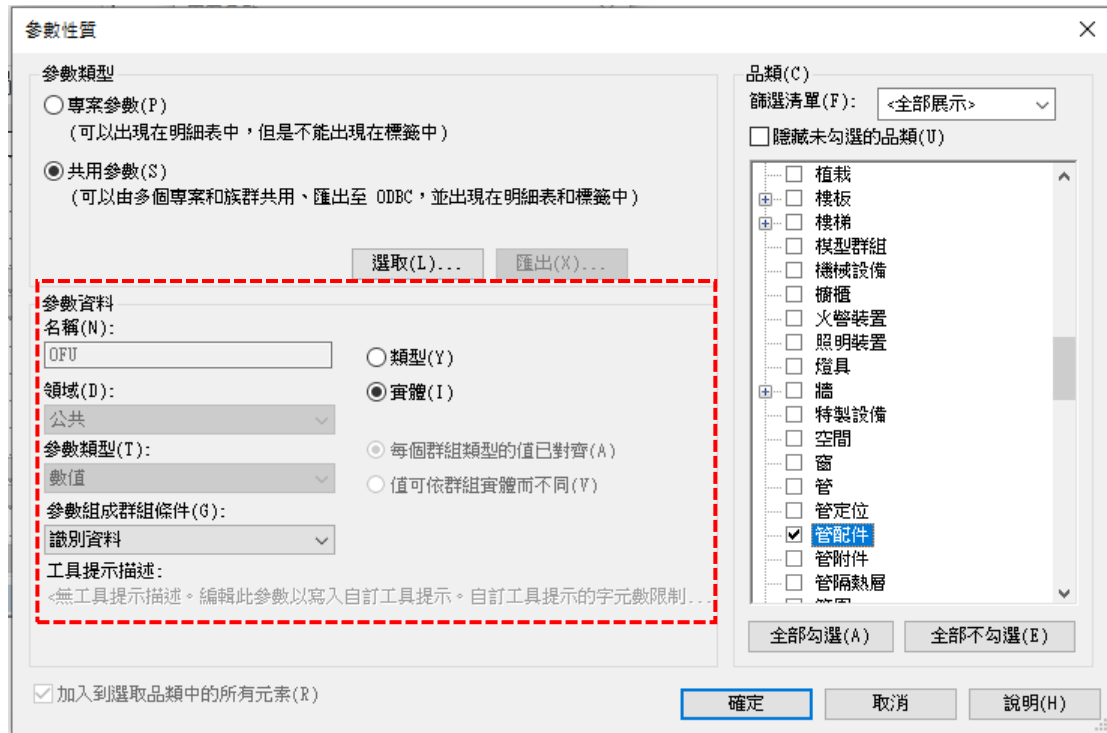 參數性質
參數類型
專案參數(P)
(可以出現在明細表中，但是不能出現在標籤中)
共用參數(S)
(可以由多個專案和族群共用、匯出至 ODBC，並出現在明細表和標籤中)
選取(L)...
匯出(X)...
參數資料
名稱(N):
OFU
類型(Y)
領域(D):
實體(I)
公共
參數類型(T):
每個群組類型的值已對齊(A)
數值
值可依群組實體而不同(V)
參數組成群組條件(G):
識別資料
工具提示描述:
<無工具提示描述。編輯此參數以寫入自訂工具提示。自訂工具提示的字元數限制...
加入到選取品類中的所有元素(R)
品類(C)
篩選清單(F):
<全部展示>
隱藏未勾選的品類(U)
植栽
樓板
樓梯
模型群組
機械設備
櫥櫃
火警裝置
照明裝置
燈具
牆
特製設備
空間
窗
管
管定位
管配件
管附件
管隔熱層
全部勾選(A)
全部不勾選(E)
確定
取消
說明(H)